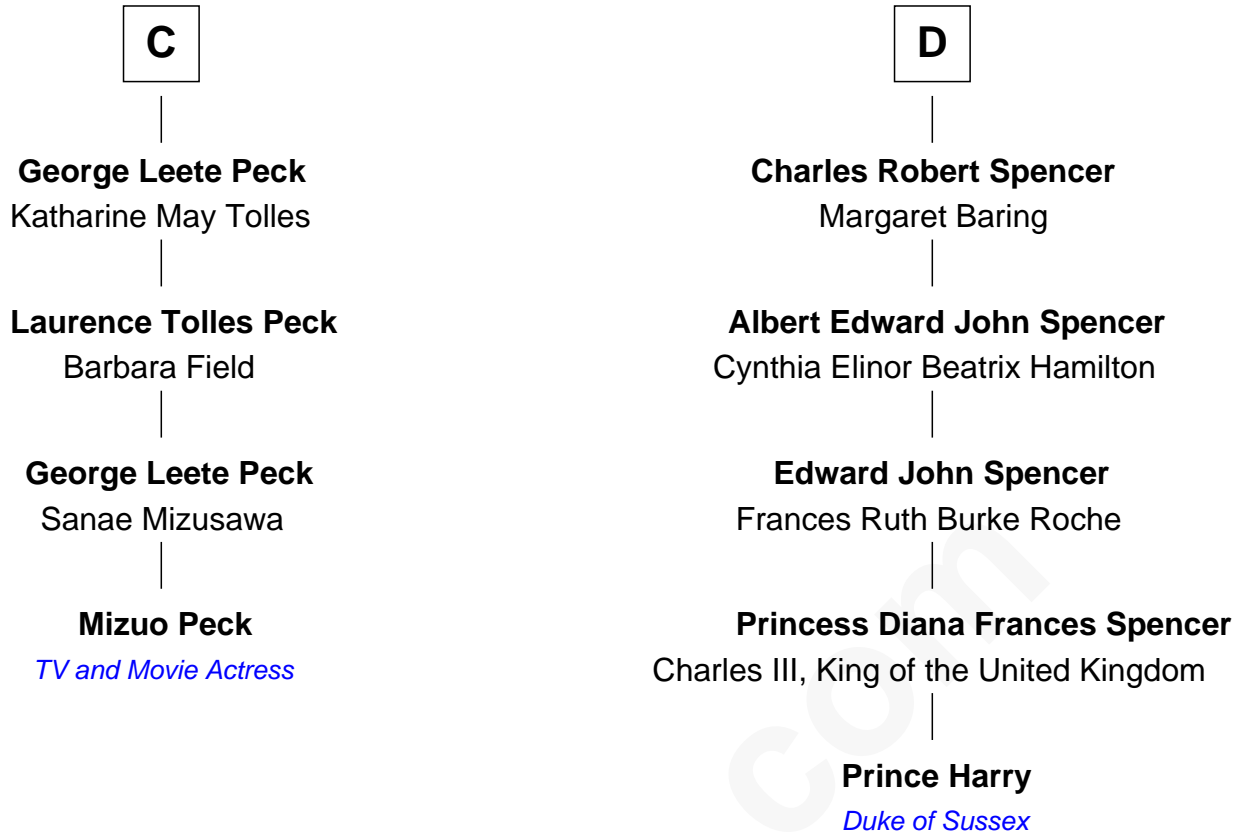 C
George Leete Peck
Katharine May Tolles
Laurence Tolles Peck
Barbara Field
George Leete Peck
Sanae Mizusawa
Mizuo Peck
TV and Movie Actress
D
Charles Robert Spencer
Margaret Baring
Albert Edward John Spencer
Cynthia Elinor Beatrix Hamilton
Edward John Spencer
Frances Ruth Burke Roche
Princess Diana Frances Spencer
Charles III, King of the United Kingdom
Prince Harry
Duke of Sussex
com